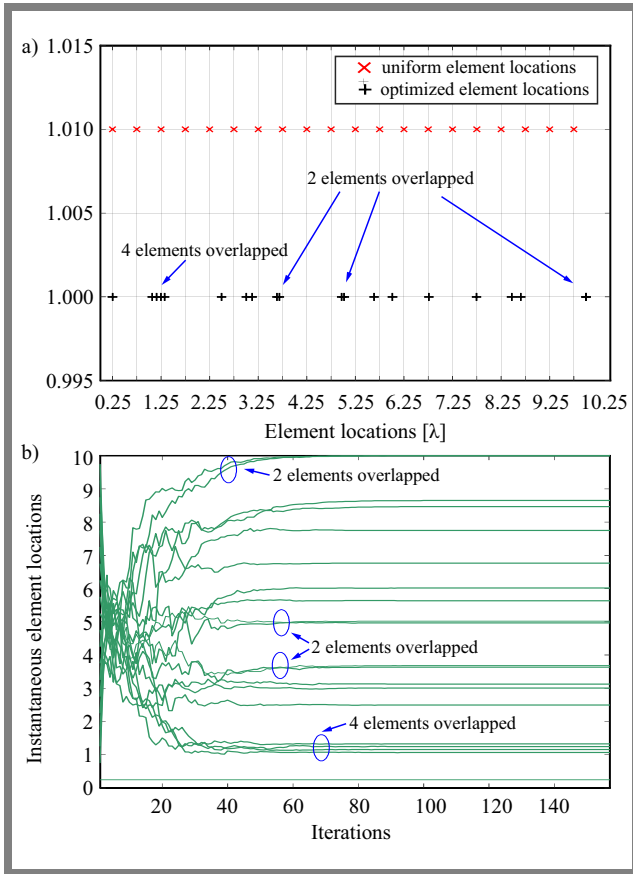 a)
1.015
1.010
1.005
1.000
0.995
uniform element locations
optimized element locations
2 elements overlapped
4 elements overlapped
0.25 1.25 2.25 3.25 4.25 5.25 6.25 7.25 8.25 9.25 10.25
Element locations [λ]
b)
Instantaneous element locations
10
9
8
7
6
5
4
3
2
1
0
2 elements overlapped
2 elements overlapped
4 elements overlapped
20 40 60 80 100 120 140
Iterations